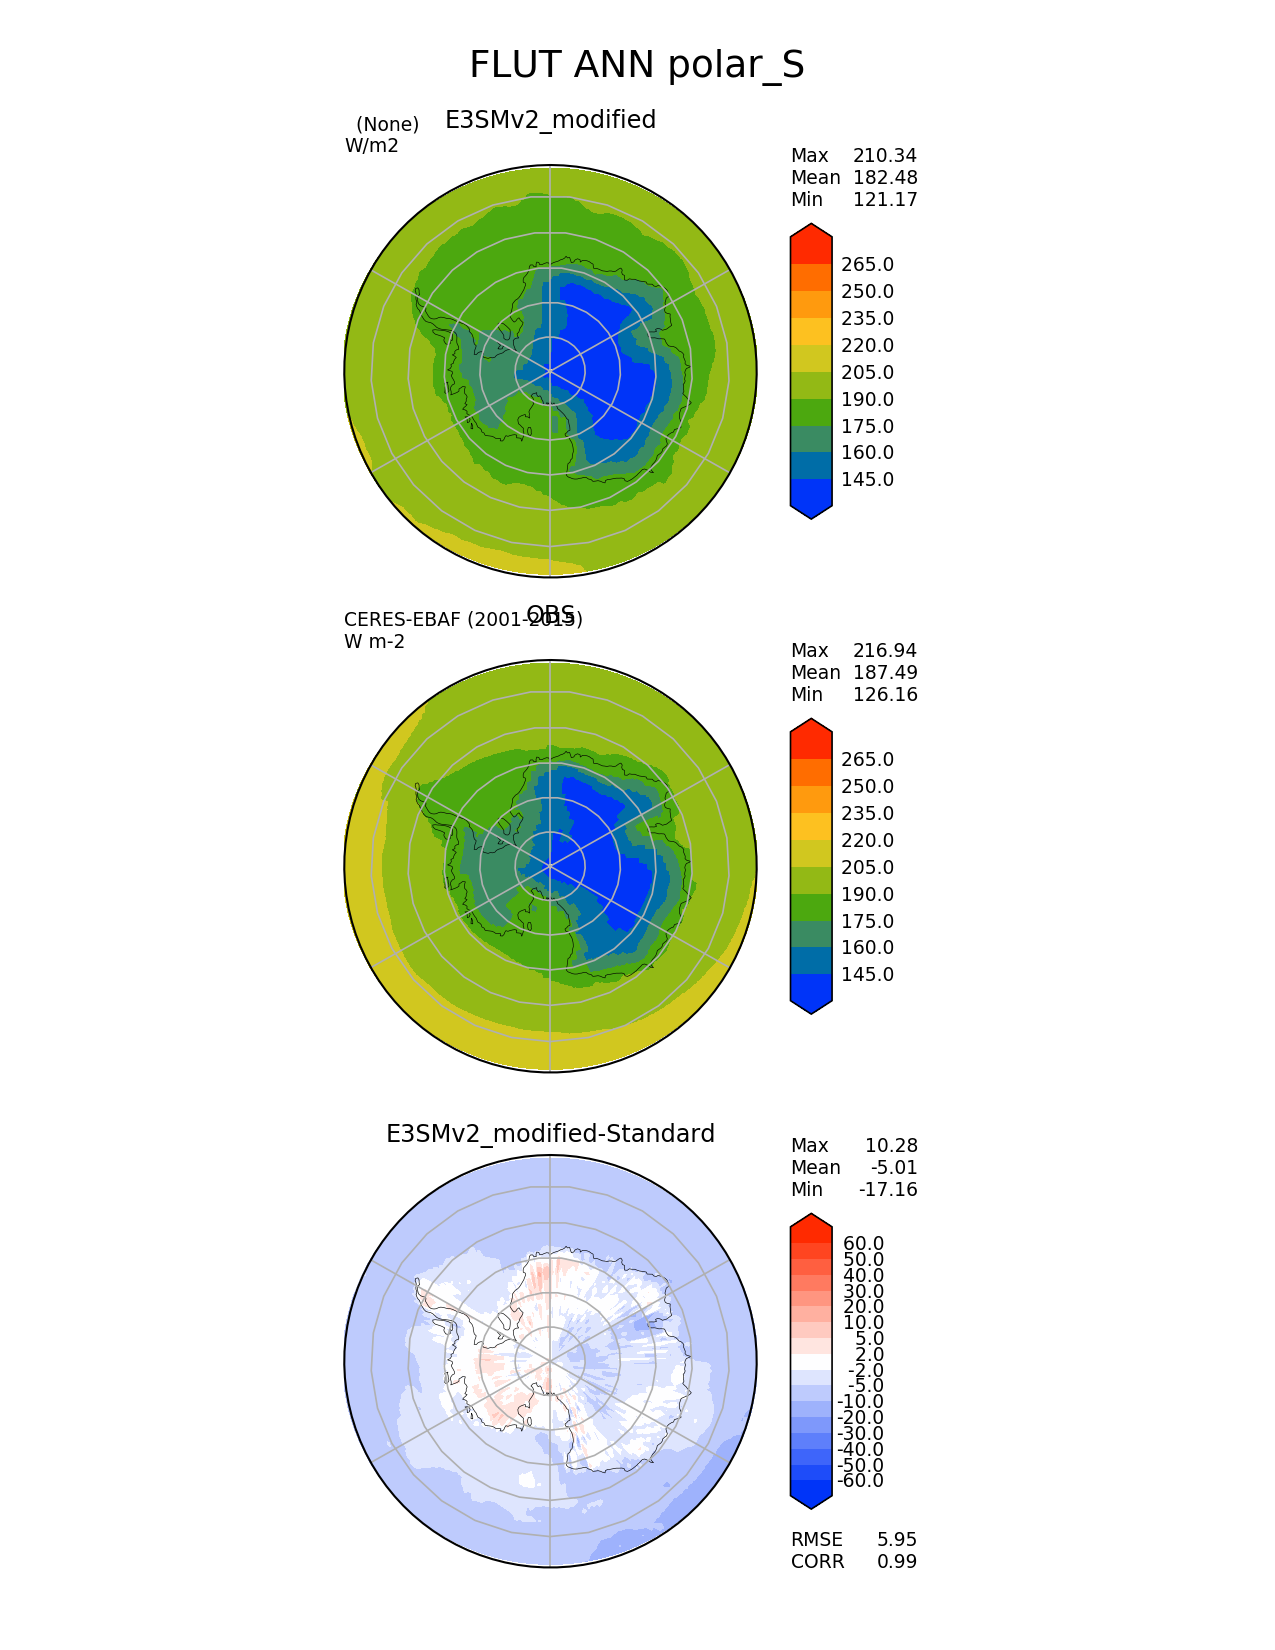 FLUT ANN polar_S
E3SMv2_modified
(None)
W/m2
Max 210.34
Mean 182.48
Min 121.17
265.0
250.0
235.0
220.0
205.0
190.0
175.0
160.0
145.0
OBS
CERES-EBAF (2001-2015)
W m-2
Max 216.94
Mean 187.49
Min 126.16
265.0
250.0
235.0
220.0
205.0
190.0
175.0
160.0
145.0
E3SMv2_modified-Standard
Max 10.28
Mean -5.01
Min -17.16
60.0
50.0
40.0
30.0
20.0
10.0
5.0
2.0
-2.0
-5.0
-10.0
-20.0
-30.0
-40.0
-50.0
-60.0
RMSE 5.95
CORR 0.99